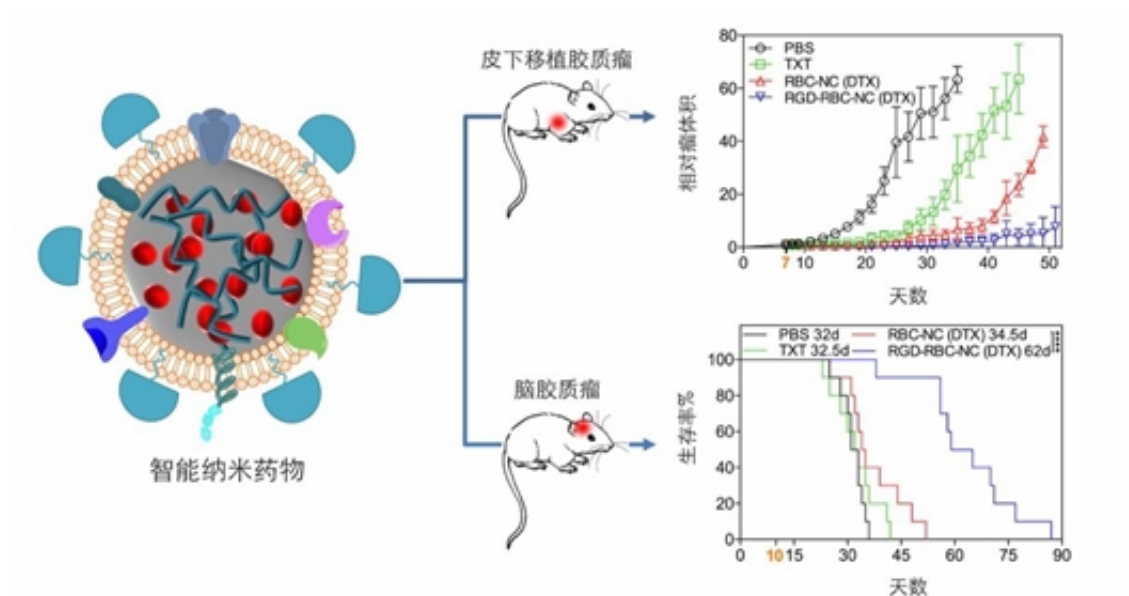 皮下移植胶质瘤
智能纳米药物
脑胶质瘤
相对瘤体积
80
60
40
20
0
PBS
TXT
RBC-NC (DTX)
RGD-RBC-NC (DTX)
0 7 10 20 30 40 50
天数
生存率%
100
80
60
40
20
0
PBS 32d RBC-NC (DTX) 34.5d
TXT 32.5d RGD-RBC-NC (DTX) 62d
****
0 10 15 30 45 60 75 90
天数